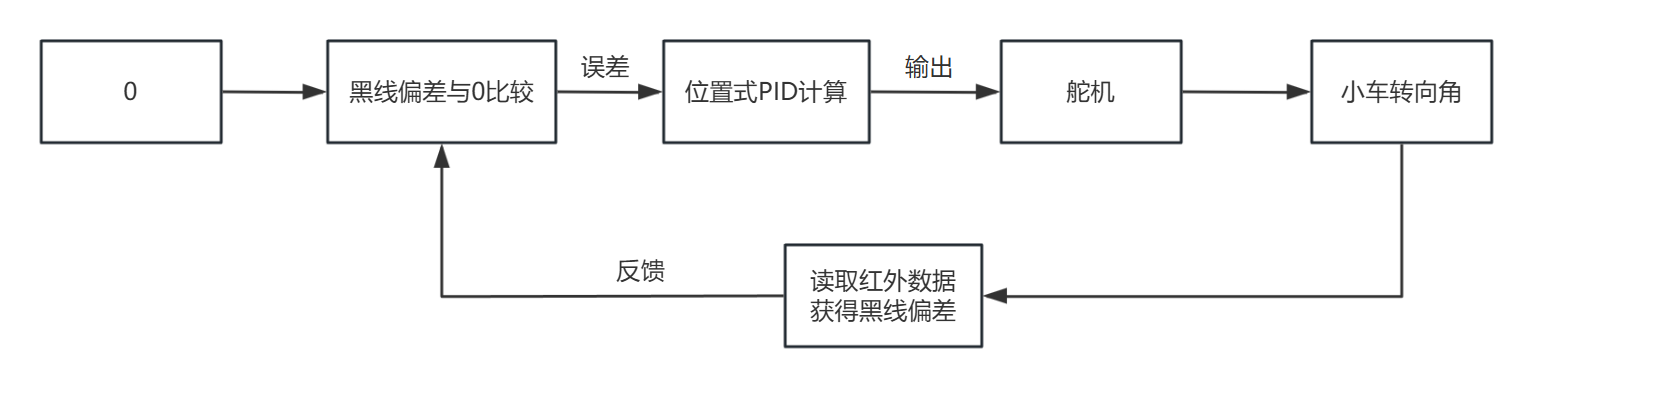 0
黑线偏差与0比较
误差
位置式PID计算
输出
舵机
小车转向角
反馈
读取红外数据
获得黑线偏差